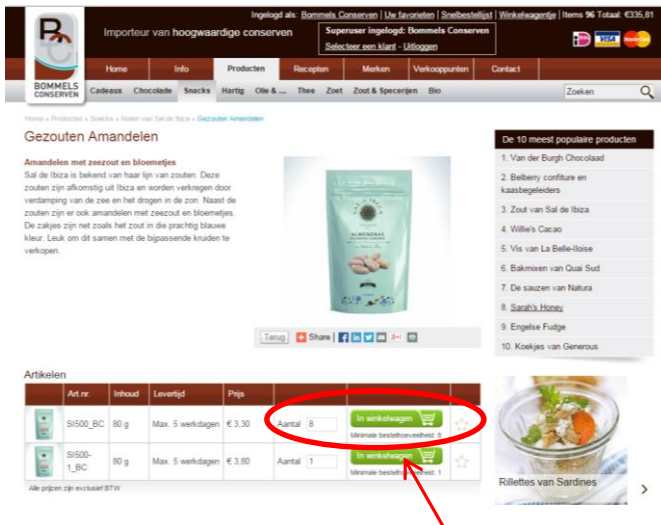 Ingelogd als: Bommels Conserven | Uw favorieten | Snelbestellijst | Winkelwagentje | Items 96 Totaal: €335,81
Importeur van hoogwaardige conserven
Superuser ingelogd: Bommels Conserven
Selecteer een klant - Uitloggen
VISA
BOMMELS
CONSERVEN
Home Info Producten Recepten Merken Verkooppunten Contact
Cadeaux Chocolade Snacks Hartig Olie & ... Thee Zoet Zout & Specerijen Bio
Zoeken
Home » Producten » Snacks » Noten van Sal de Ibiza » Gezouten Amandelen
Gezouten Amandelen
Amandelen met zeezout en bloemetjes
Sal de Ibiza is bekend van haar lijn van zouten. Deze
zouten zijn afkomstig uit Ibiza en worden verkregen door
verdamping van de zee en het drogen in de zon. Naast de
zouten zijn er ook amandelen met zeezout en bloemetjes.
De zakjes zijn net zoals het zout in die prachtig blauwe
kleur. Leuk om dit samen met de bijpassende kruiden te
verkopen.
ALMENDRAS
Terug Share |
De 10 meest populaire producten
1. Van der Burgh Chocolaad
2. Belberry confiture en
kaasbegeleiders
3. Zout van Sal de Ibiza
4. Willie's Cacao
5. Vis van La Belle-Iloise
6. Bakmixen van Quai Sud
7. De sauzen van Natura
8. Sarah's Honey
9. Engelse Fudge
10. Koekjes van Generous
Artikelen
Art.nr. Inhoud Levertijd Prijs
SI500_BC 80 g Max. 5 werkdagen € 3,30 Aantal 8 In winkelwagen
Minimale bestelhoeveelheid: 8
SI500-
1_BC 80 g Max. 5 werkdagen € 3,80 Aantal 1 In winkelwagen
Minimale bestelhoeveelheid: 1
Alle prijzen zijn exclusief BTW
Rillettes van Sardines